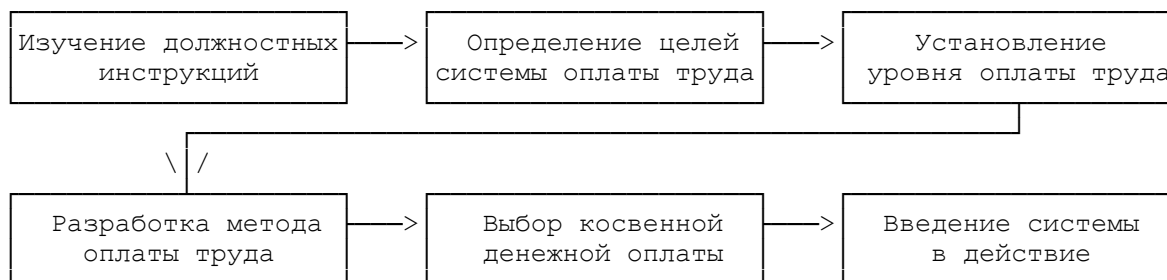 Изучение должностных
инструкций
Определение целей
системы оплаты труда
Установление
уровня оплаты труда
Разработка метода
оплаты труда
Выбор косвенной
денежной оплаты
Введение системы
в действие